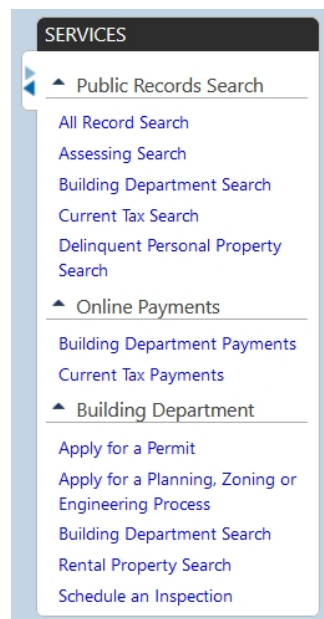 SERVICES
Public Records Search
All Record Search
Assessing Search
Building Department Search
Current Tax Search
Delinquent Personal Property
Search
Online Payments
Building Department Payments
Current Tax Payments
Building Department
Apply for a Permit
Apply for a Planning, Zoning or
Engineering Process
Building Department Search
Rental Property Search
Schedule an Inspection